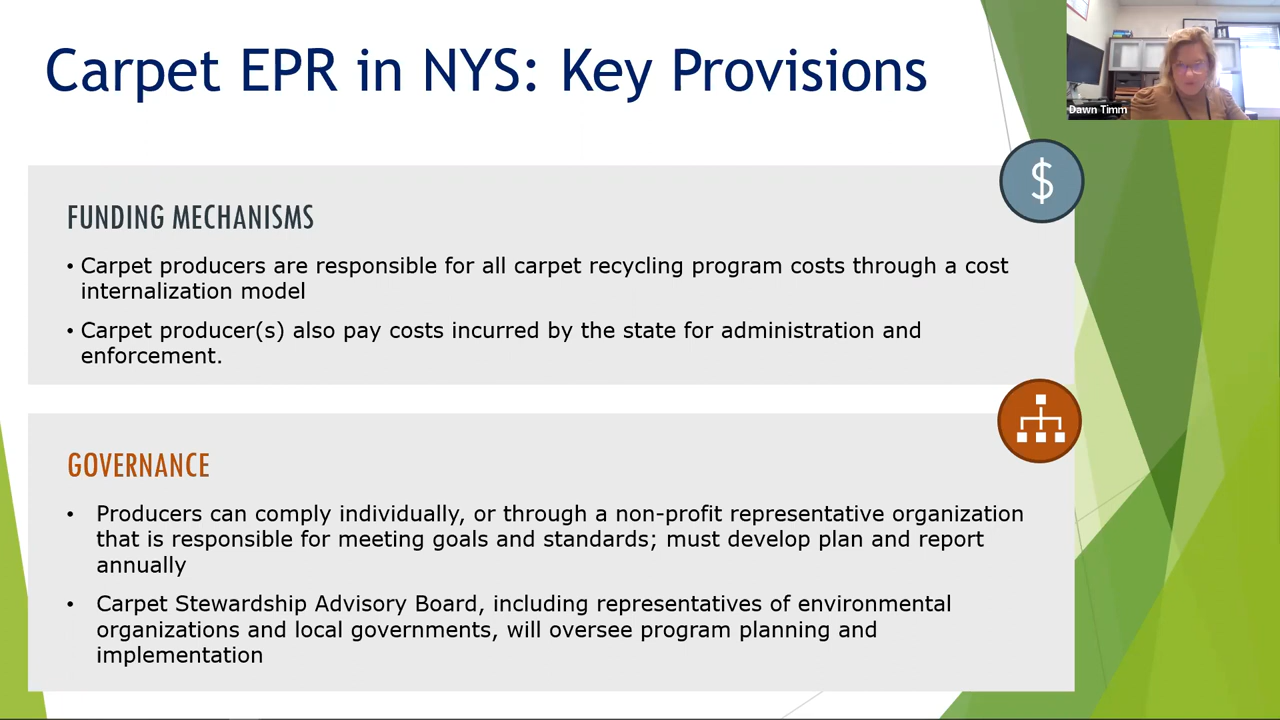 Carpet EPR in NYS: Key Provisions
Dawn Timm
$
FUNDING MECHANISMS
• Carpet producers are responsible for all carpet recycling program costs through a cost
internalization model
• Carpet producer(s) also pay costs incurred by the state for administration and
enforcement.
GOVERNANCE
• Producers can comply individually, or through a non-profit representative organization
that is responsible for meeting goals and standards; must develop plan and report
annually
• Carpet Stewardship Advisory Board, including representatives of environmental
organizations and local governments, will oversee program planning and
implementation